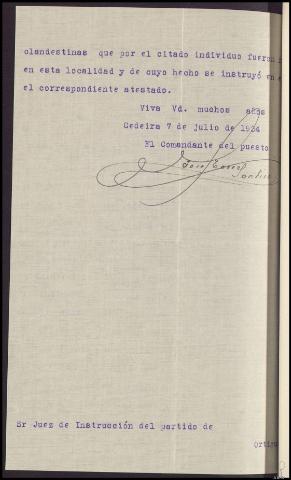 clandestinas que por el citado individuo fueron
en esta localidad y de cuyo hecho se instruyó en
el correspondiente atestado.
Viva Vd. muchos años
Cedeira 7 de julio de 1934
El Comandante del puesto
Sr Juez de Instrucción del partido de